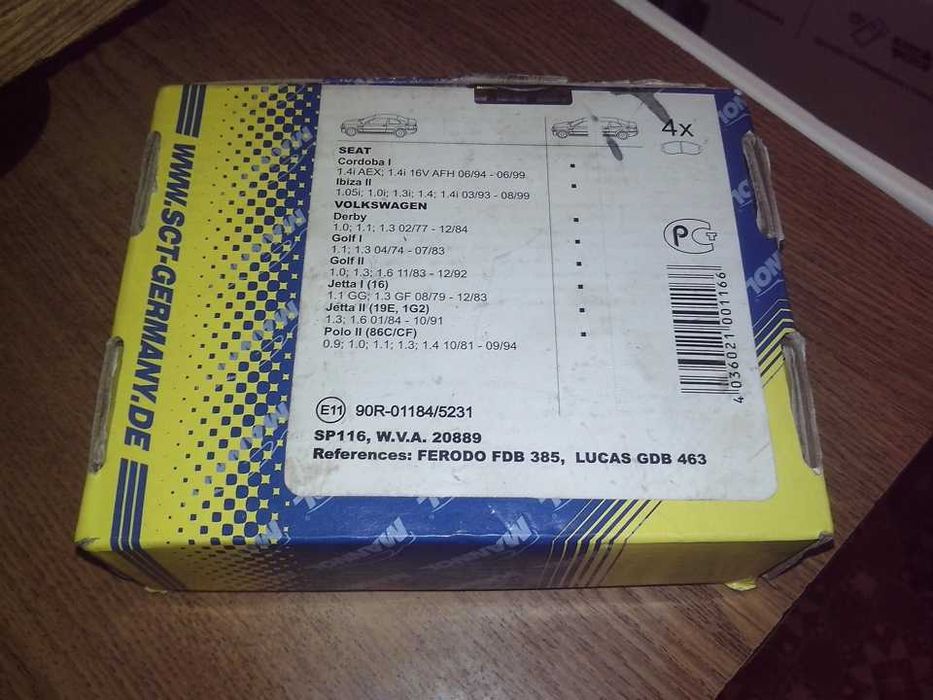 WWW.SCT-GERMANY.DE
4x
SEAT
Cordoba I
1.4i AEX; 1.4i 16V AFH 06/94 - 06/99
Ibiza II
1.05i; 1.0i; 1.3i; 1.4; 1.4i 03/93 - 08/99
VOLKSWAGEN
Derby
1.0; 1.1; 1.3 02/77 - 12/84
Golf I
1.1; 1.3 04/74 - 07/83
Golf II
1.0; 1.3; 1.6 11/83 - 12/92
Jetta I (16)
1.1 GG; 1.3 GF 08/79 - 12/83
Jetta II (19E, 1G2)
1.3; 1.6 01/84 - 10/91
Polo II (86C/CF)
0.9; 1.0; 1.1; 1.3; 1.4 10/81 - 09/94
E11 90R-01184/5231
SP116, W.V.A. 20889
References: FERODO FDB 385, LUCAS GDB 463
4 036021 001166